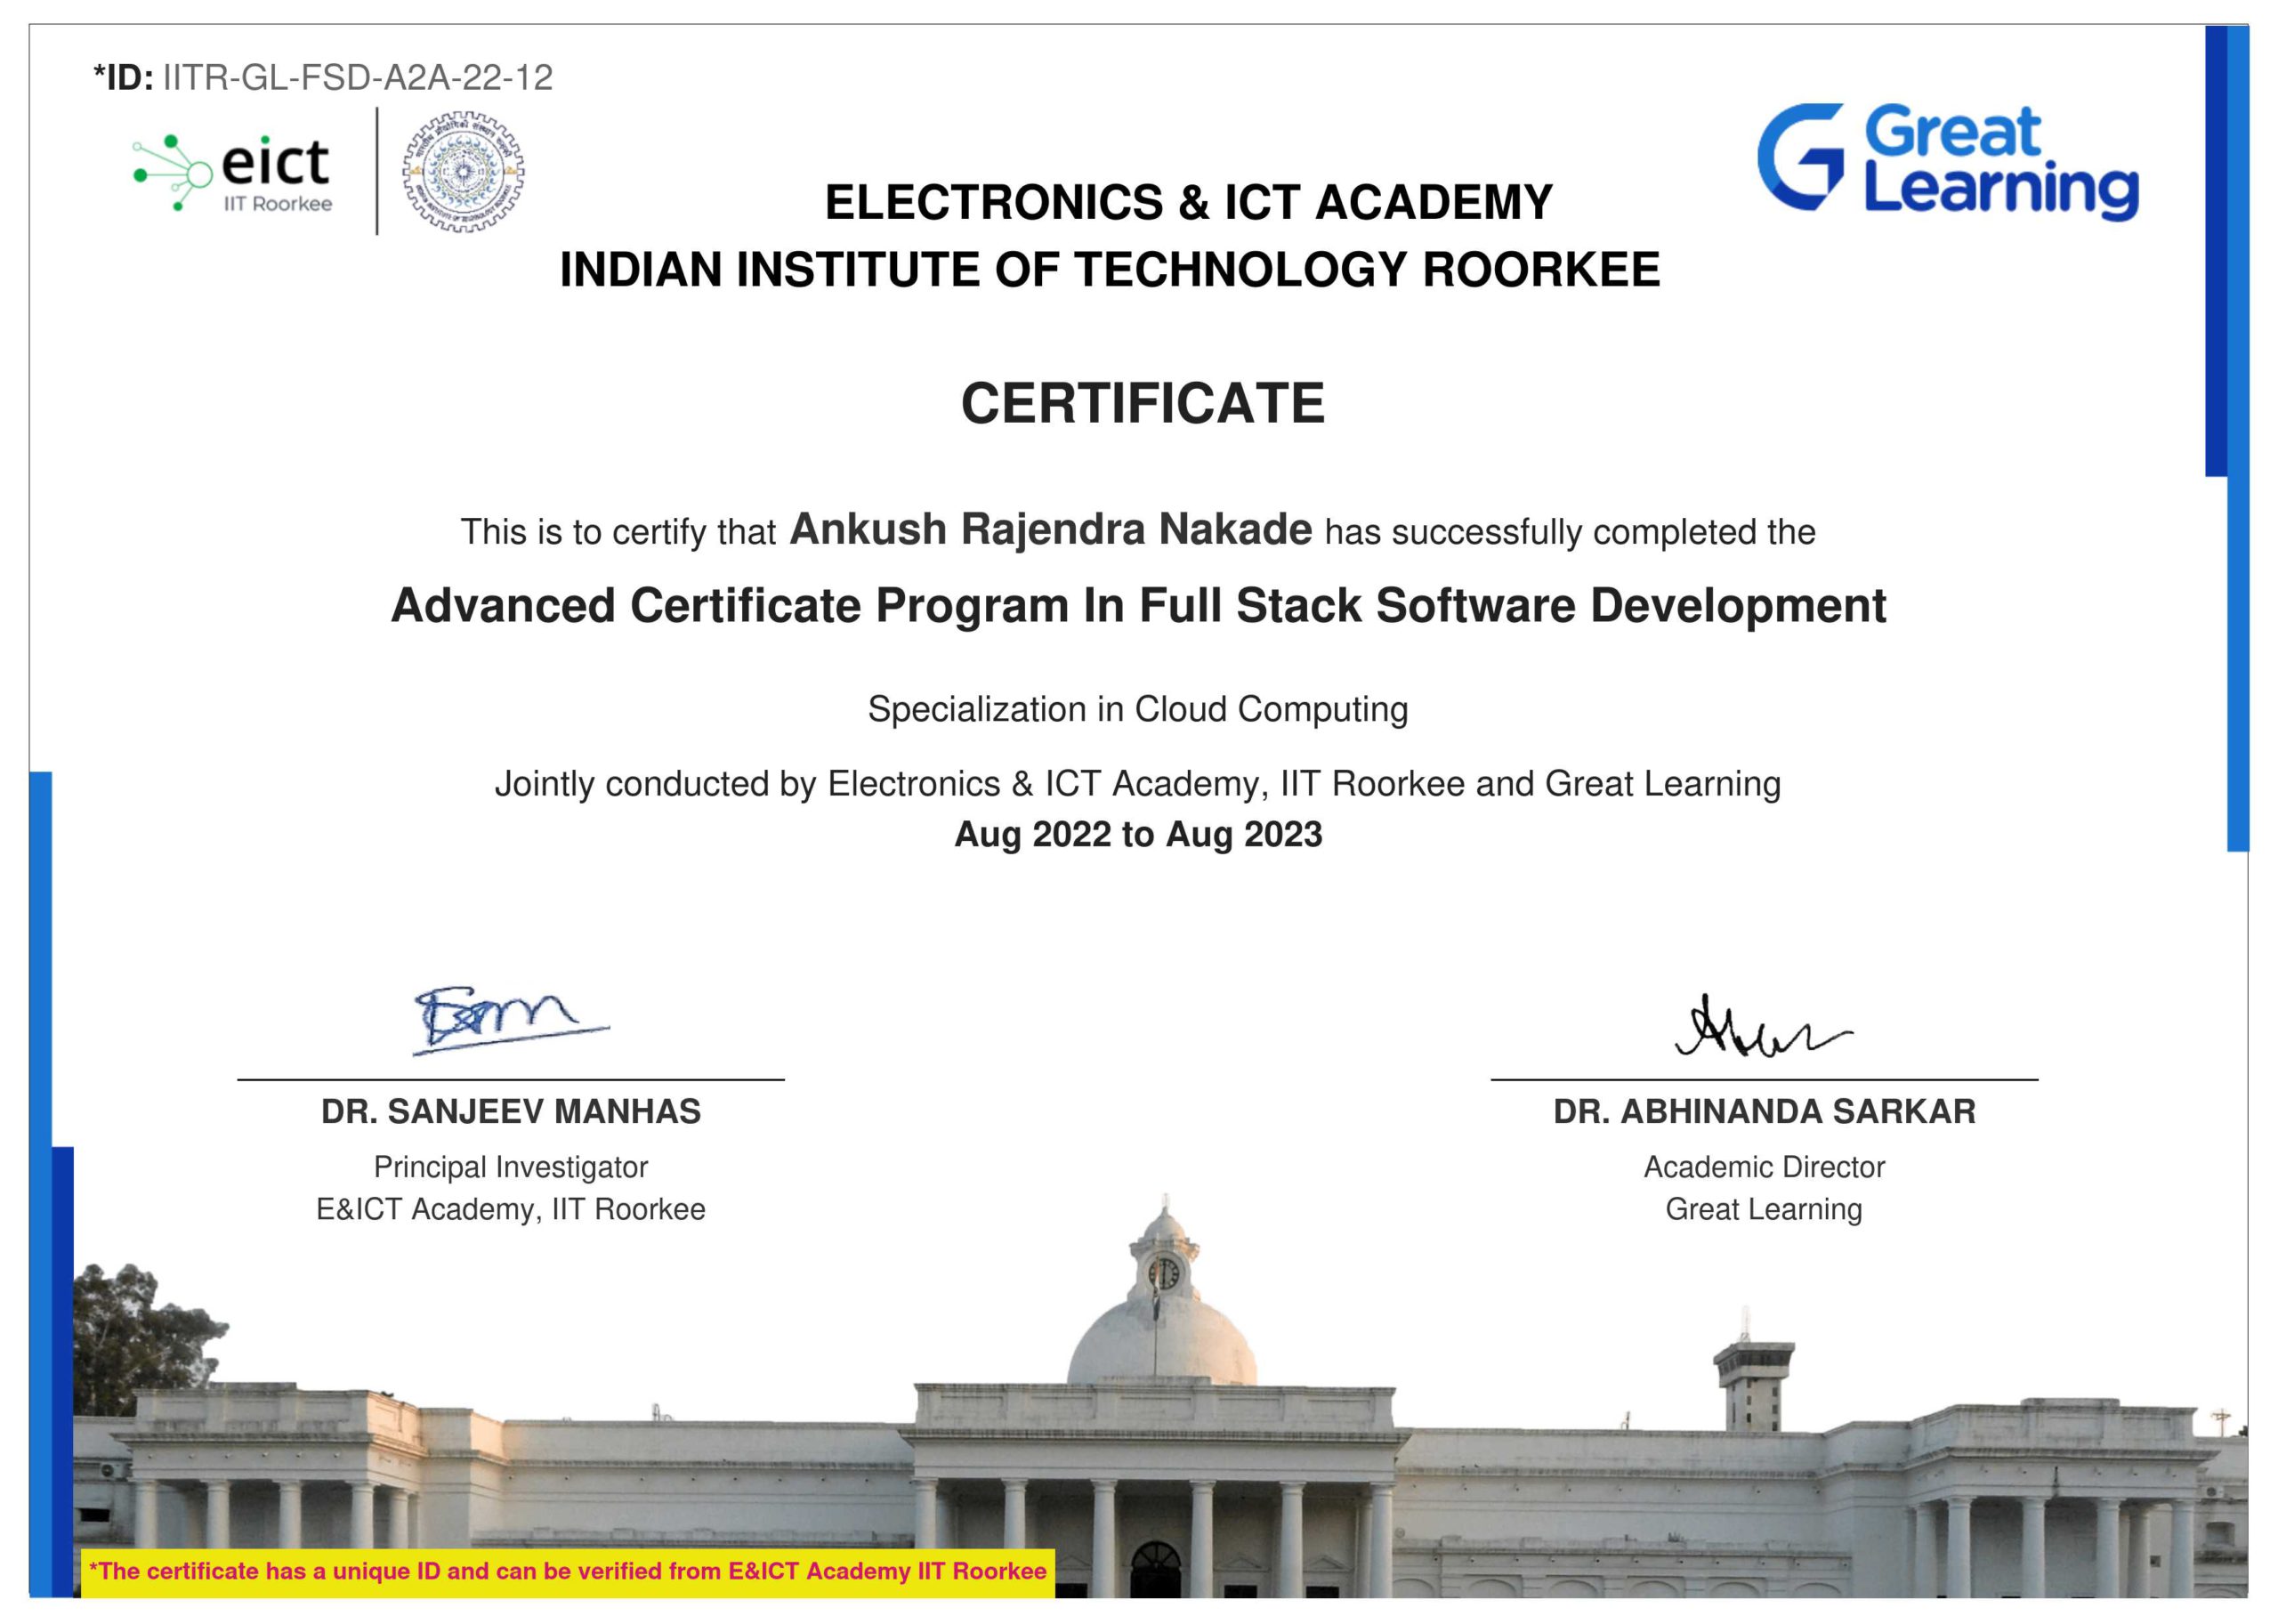 *ID: IITR-GL-FSD-A2A-22-12
eict
IIT Roorkee
Great
Learning
ELECTRONICS & ICT ACADEMY
INDIAN INSTITUTE OF TECHNOLOGY ROORKEE
CERTIFICATE
This is to certify that Ankush Rajendra Nakade has successfully completed the
Advanced Certificate Program In Full Stack Software Development
Specialization in Cloud Computing
Jointly conducted by Electronics & ICT Academy, IIT Roorkee and Great Learning
Aug 2022 to Aug 2023
DR. SANJEEV MANHAS
Principal Investigator
E&ICT Academy, IIT Roorkee
DR. ABHINANDA SARKAR
Academic Director
Great Learning
*The certificate has a unique ID and can be verified from E&ICT Academy IIT Roorkee